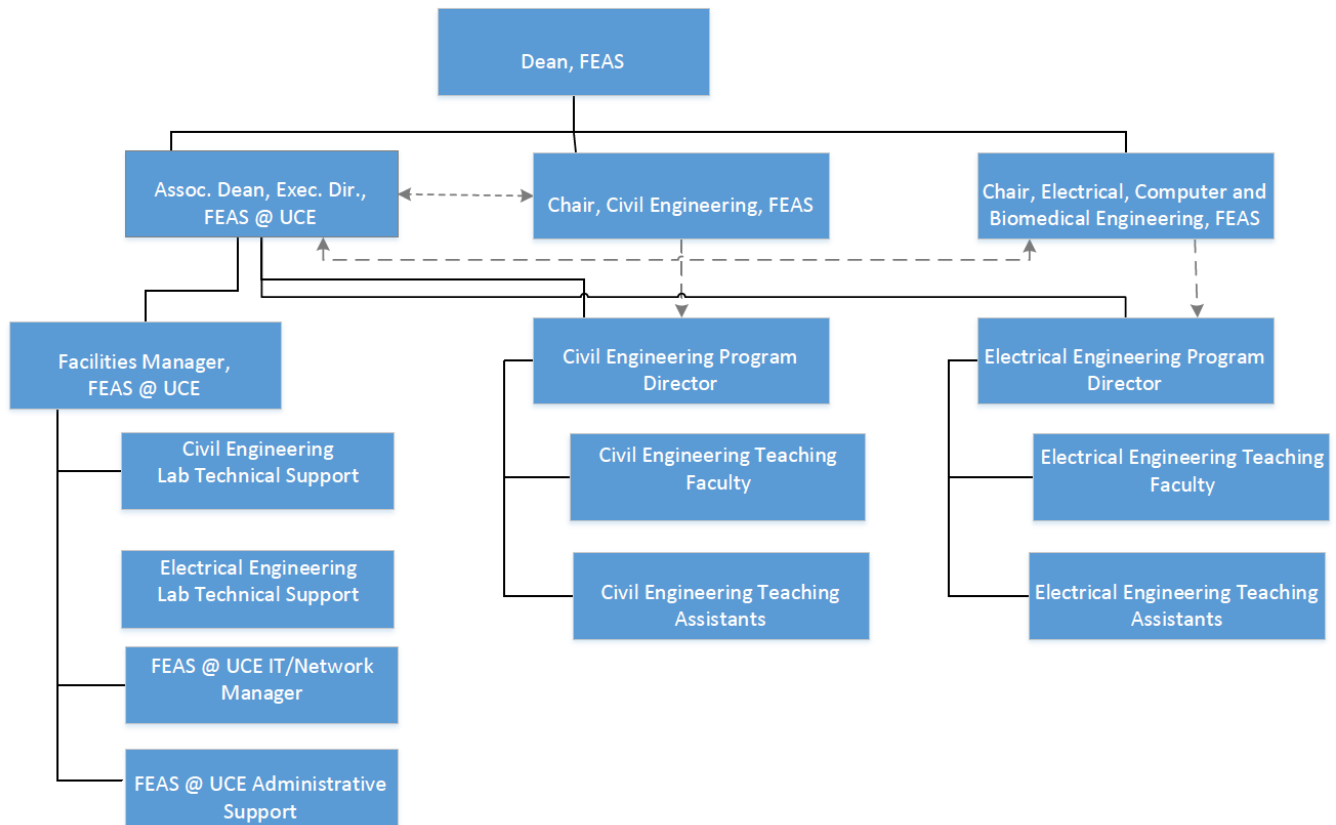 Dean, FEAS
Assoc. Dean, Exec. Dir.,
FEAS @ UCE
Chair, Civil Engineering, FEAS
Chair, Electrical, Computer and
Biomedical Engineering, FEAS
Facilities Manager,
FEAS @ UCE
Civil Engineering Program
Director
Electrical Engineering Program
Director
Civil Engineering
Lab Technical Support
Civil Engineering Teaching
Faculty
Electrical Engineering Teaching
Faculty
Electrical Engineering
Lab Technical Support
Civil Engineering Teaching
Assistants
Electrical Engineering Teaching
Assistants
FEAS @ UCE IT/Network
Manager
FEAS @ UCE Administrative
Support